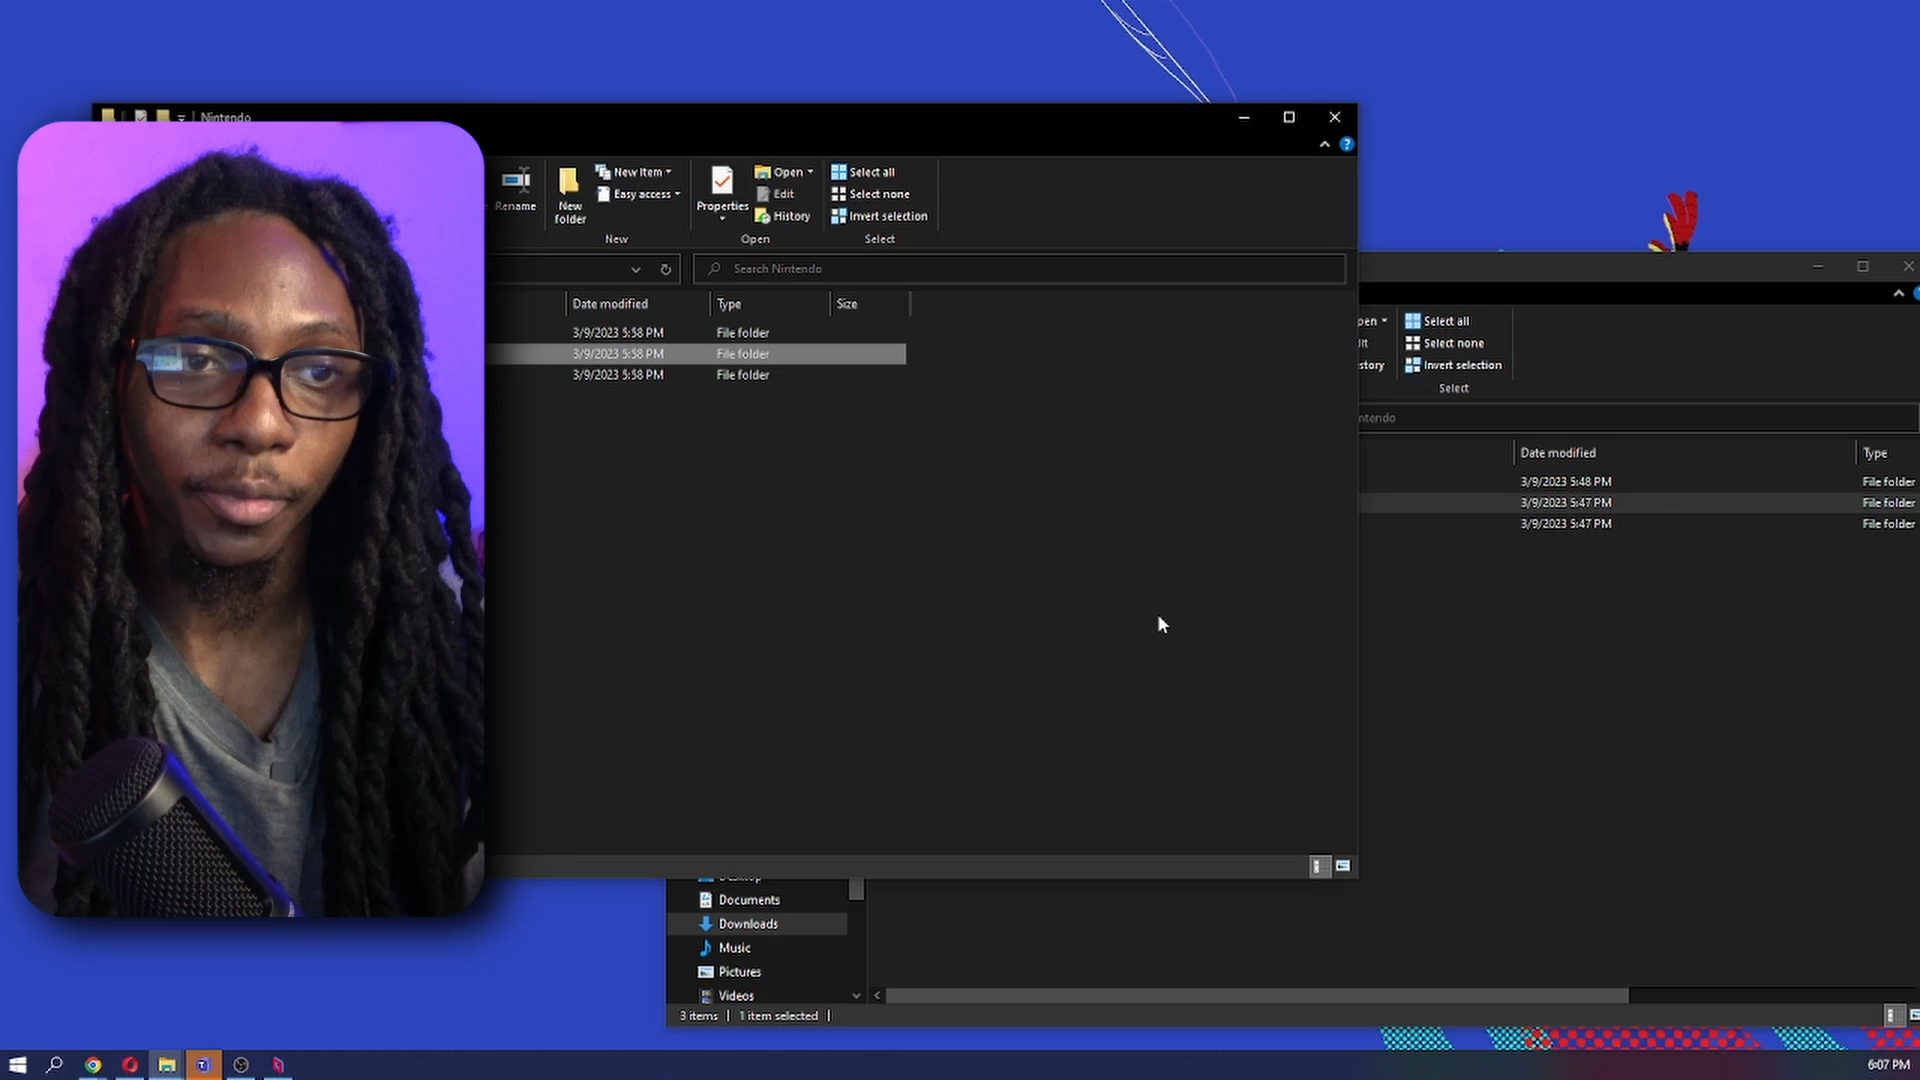 Nintendo
Rename
New folder
New item
Easy access
New
Properties
Open
Edit
History
Open
Select all
Select none
Invert selection
Select
Search Nintendo
Date modified Type Size
3/9/2023 5:58 PM File folder
3/9/2023 5:58 PM File folder
3/9/2023 5:58 PM File folder
pen
story
Select all
Select none
Invert selection
Select
ntendo
Date modified Type
3/9/2023 5:48 PM File folder
3/9/2023 5:47 PM File folder
3/9/2023 5:47 PM File folder
Desktop
Documents
Downloads
Music
Pictures
Videos
3 items 1 item selected
6:07 PM